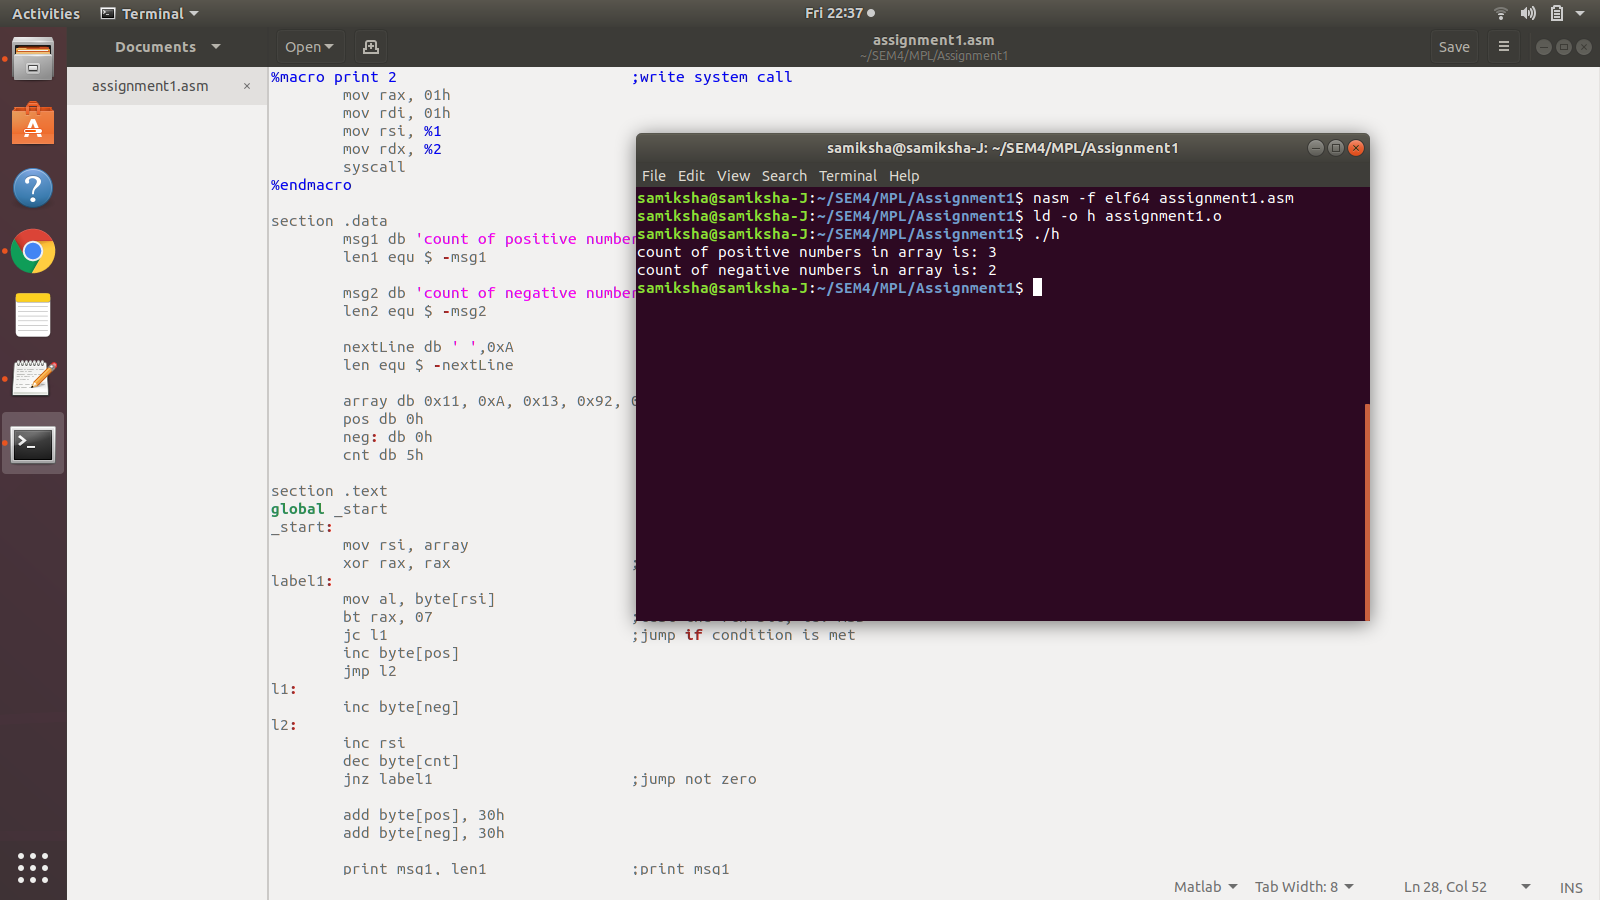 Activities Terminal Fri 22:37
Documents Open assignment1.asm Save
~/SEM4/MPL/Assignment1
assignment1.asm ×
%macro print 2 ;write system call
mov rax, 01h
mov rdi, 01h
mov rsi, %1
mov rdx, %2
syscall
%endmacro
section .data
msg1 db 'count of positive number
len1 equ $ -msg1
msg2 db 'count of negative number
len2 equ $ -msg2
nextLine db ' ',0xA
len equ $ -nextLine
array db 0x11, 0xA, 0x13, 0x92,
pos db 0h
neg: db 0h
cnt db 5h
section .text
global _start
_start:
mov rsi, array
xor rax, rax ;
label1:
mov al, byte[rsi]
bt rax, 07
jc l1 ;jump if condition is met
inc byte[pos]
jmp l2
l1:
inc byte[neg]
l2:
inc rsi
dec byte[cnt]
jnz label1 ;jump not zero
add byte[pos], 30h
add byte[neg], 30h
print msg1, len1 ;print msg1
samiksha@samiksha-J: ~/SEM4/MPL/Assignment1
File Edit View Search Terminal Help
samiksha@samiksha-J:~/SEM4/MPL/Assignment1$ nasm -f elf64 assignment1.asm
samiksha@samiksha-J:~/SEM4/MPL/Assignment1$ ld -o h assignment1.o
samiksha@samiksha-J:~/SEM4/MPL/Assignment1$ ./h
count of positive numbers in array is: 3
count of negative numbers in array is: 2
samiksha@samiksha-J:~/SEM4/MPL/Assignment1$
Matlab Tab Width: 8 Ln 28, Col 52 INS